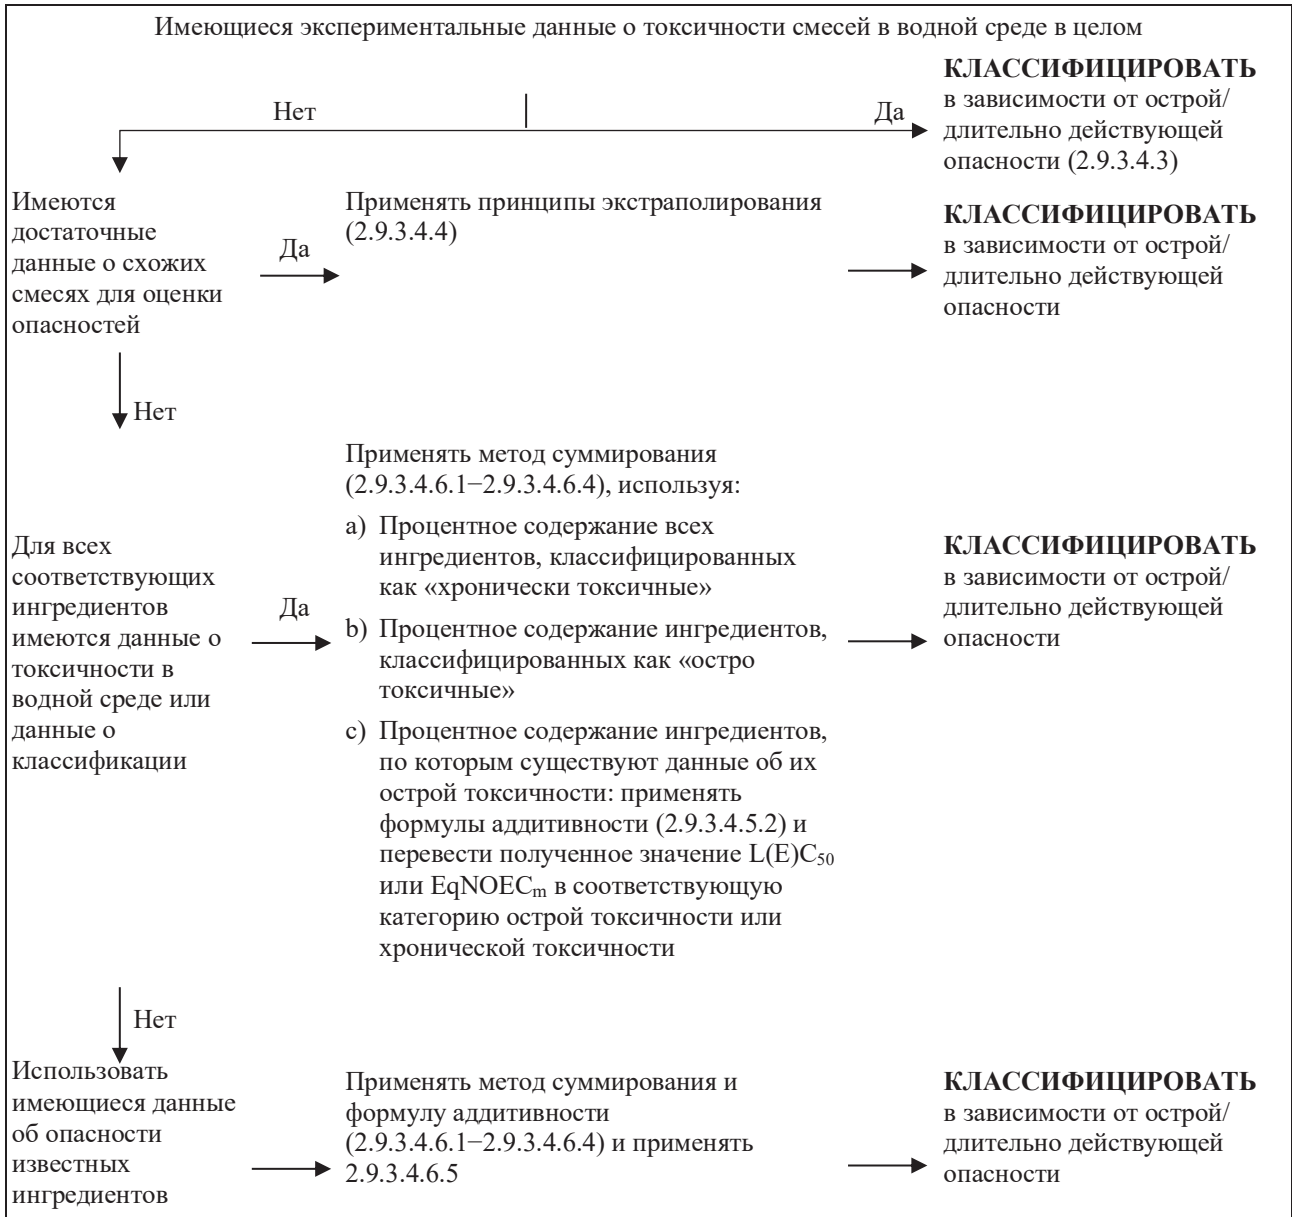 Имеющиеся экспериментальные данные о токсичности смесей в водной среде в целом
Нет
Да
КЛАССИФИЦИРОВАТЬ
в зависимости от острой/
длительно действующей
опасности (2.9.3.4.3)
Имеются
достаточные
данные о схожих
смесях для оценки
опасностей
Да
Применять принципы экстраполирования
(2.9.3.4.4)
КЛАССИФИЦИРОВАТЬ
в зависимости от острой/
длительно действующей
опасности
Нет
Для всех
соответствующих
ингредиентов
имеются данные о
токсичности в
водной среде или
данные о
классификации
Да
Применять метод суммирования
(2.9.3.4.6.1−2.9.3.4.6.4), используя:
a) Процентное содержание всех
ингредиентов, классифицированных
как «хронически токсичные»
b) Процентное содержание ингредиентов,
классифицированных как «остро
токсичные»
c) Процентное содержание ингредиентов,
по которым существуют данные об их
острой токсичности: применять
формулы аддитивности (2.9.3.4.5.2) и
перевести полученное значение L(E)C₅₀
или EqNOECₘ в соответствующую
категорию острой токсичности или
хронической токсичности
КЛАССИФИЦИРОВАТЬ
в зависимости от острой/
длительно действующей
опасности
Нет
Использовать
имеющиеся данные
об опасности
известных
ингредиентов
Применять метод суммирования и
формулу аддитивности
(2.9.3.4.6.1−2.9.3.4.6.4) и применять
2.9.3.4.6.5
КЛАССИФИЦИРОВАТЬ
в зависимости от острой/
длительно действующей
опасности